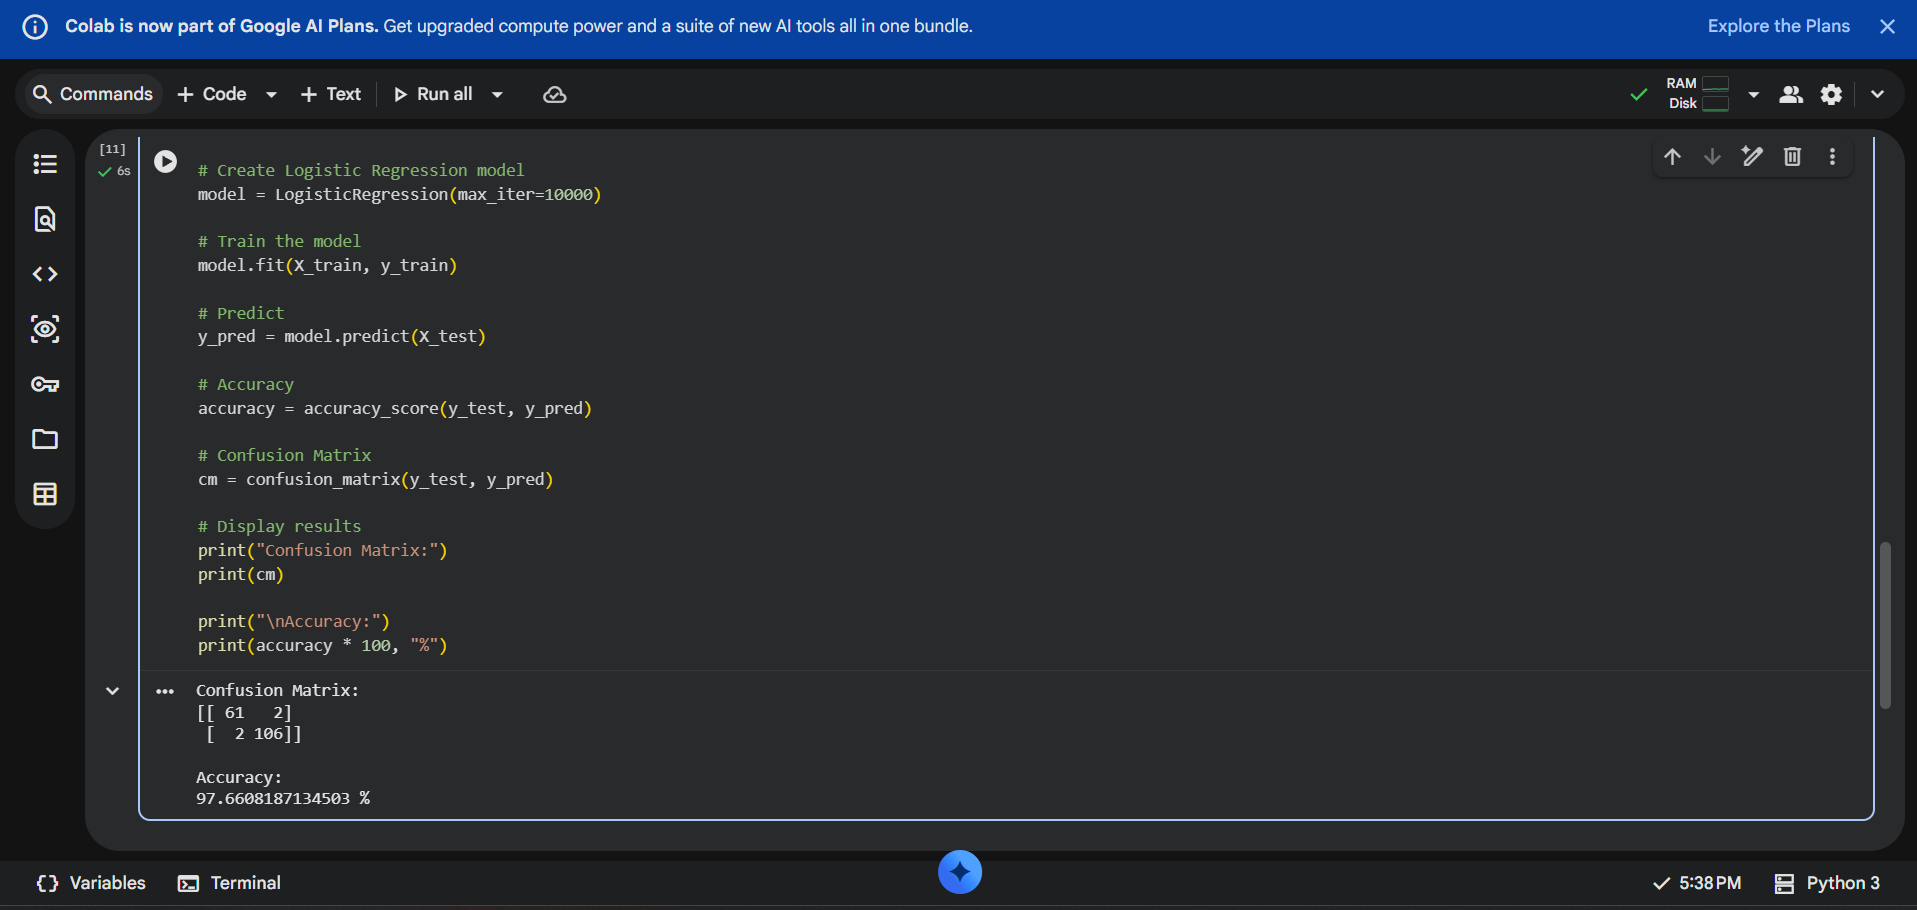 Colab is now part of Google AI Plans. Get upgraded compute power and a suite of new AI tools all in one bundle. Explore the Plans
Commands + Code + Text Run all RAM
Disk
[11]
6s
# Create Logistic Regression model
model = LogisticRegression(max_iter=10000)
# Train the model
model.fit(X_train, y_train)
# Predict
y_pred = model.predict(X_test)
# Accuracy
accuracy = accuracy_score(y_test, y_pred)
# Confusion Matrix
cm = confusion_matrix(y_test, y_pred)
# Display results
print("Confusion Matrix:")
print(cm)
print("\nAccuracy:")
print(accuracy * 100, "%")
Confusion Matrix:
[[ 61   2]
 [  2 106]]
Accuracy:
97.6608187134503 %
{} Variables Terminal 5:38 PM Python 3